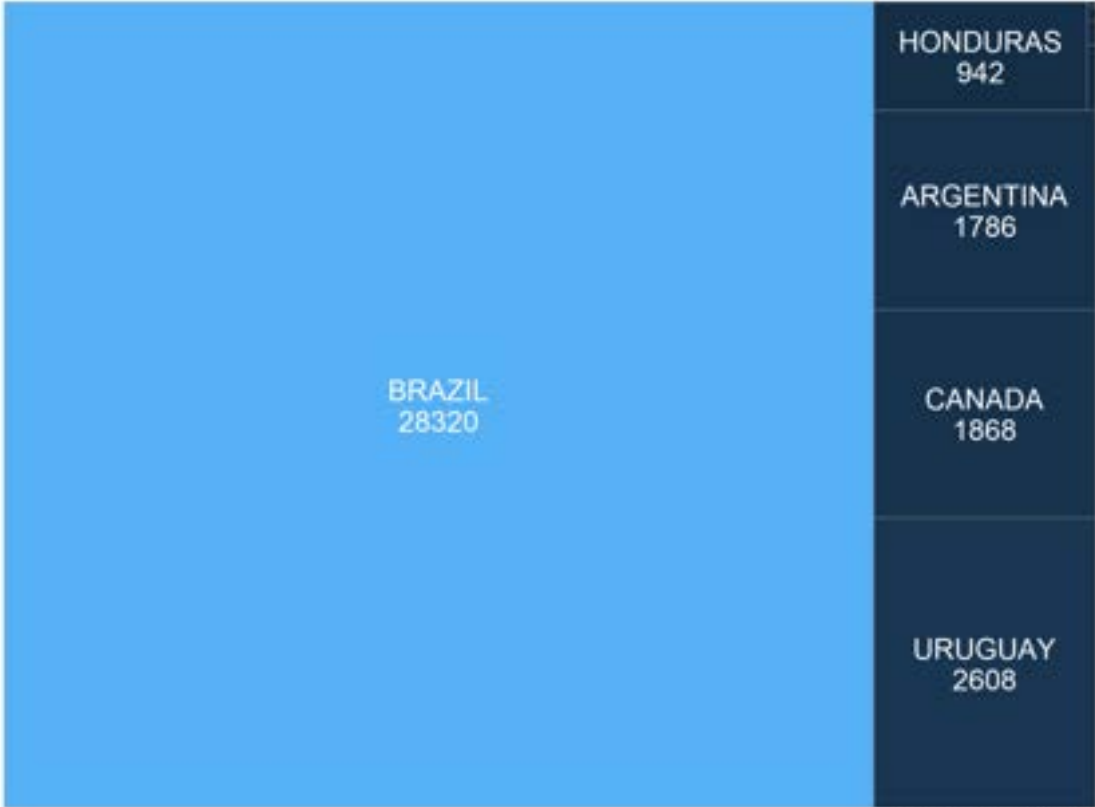 HONDURAS
942
ARGENTINA
1786
BRAZIL
28320
CANADA
1868
URUGUAY
2608